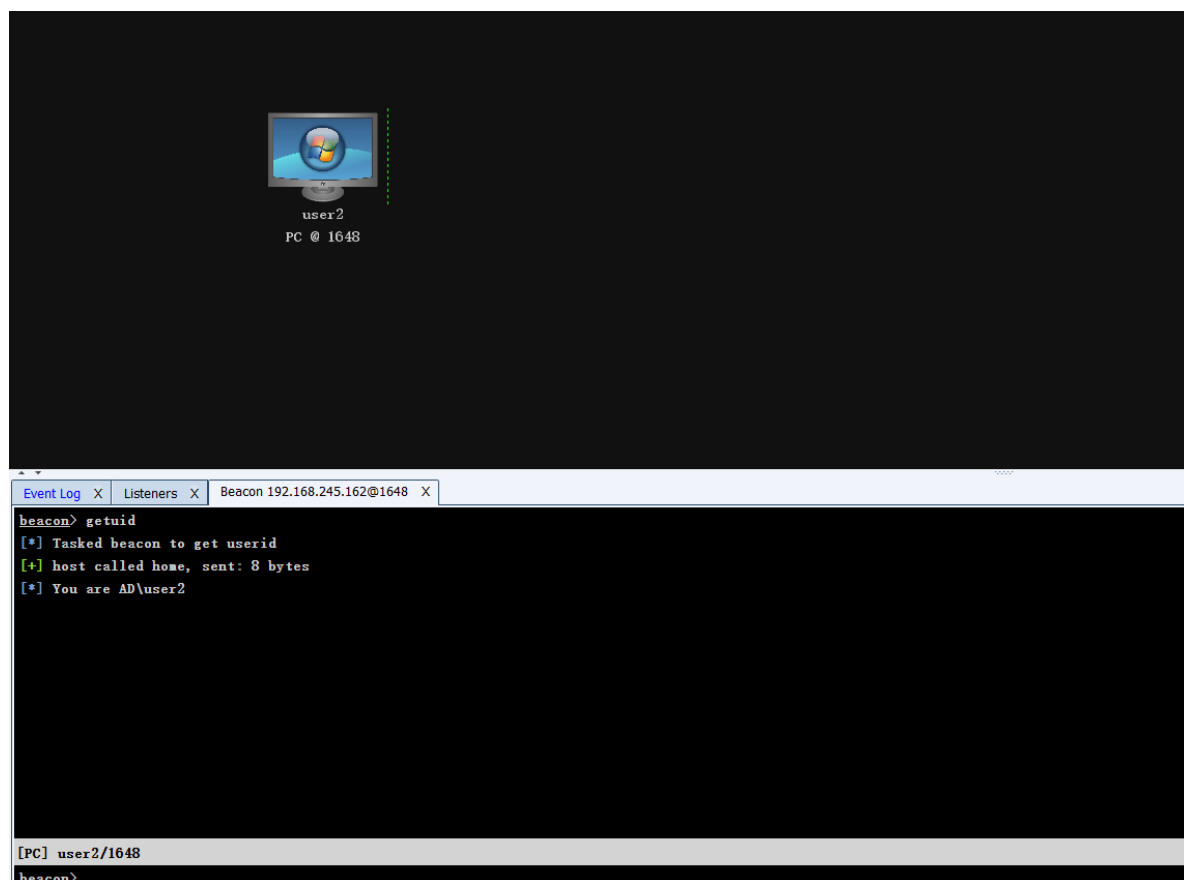 user2
PC @ 1648
Event Log X Listeners X Beacon 192.168.245.162@1648 X
beacon> getuid
[*] Tasked beacon to get userid
[+] host called home, sent: 8 bytes
[*] You are AD\user2
[PC] user2/1648
beacon>